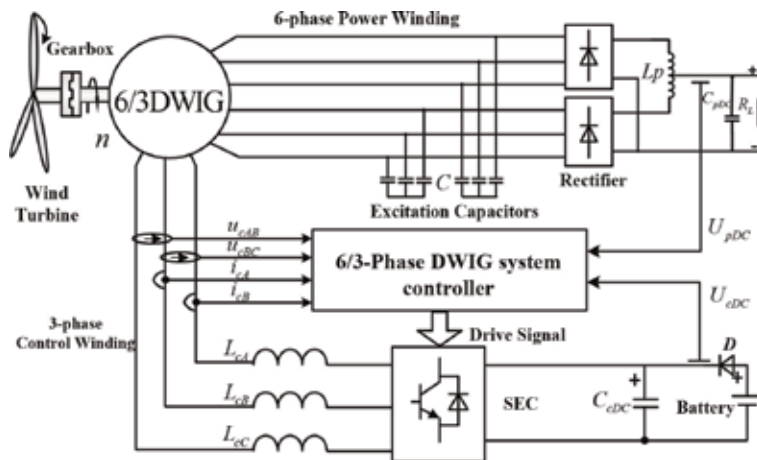 6-phase Power Winding
Gearbox
6/3DWIG
n
Wind
Turbine
Lp
+
CpDC
RL
-
Rectifier
C
Excitation Capacitors
ucAB
ucBC
icA
icB
6/3-Phase DWIG system
controller
UpDC
UcDC
3-phase
Control Winding
Drive Signal
LcA
LcB
LcC
SEC
+
CcDC
D
+
Battery